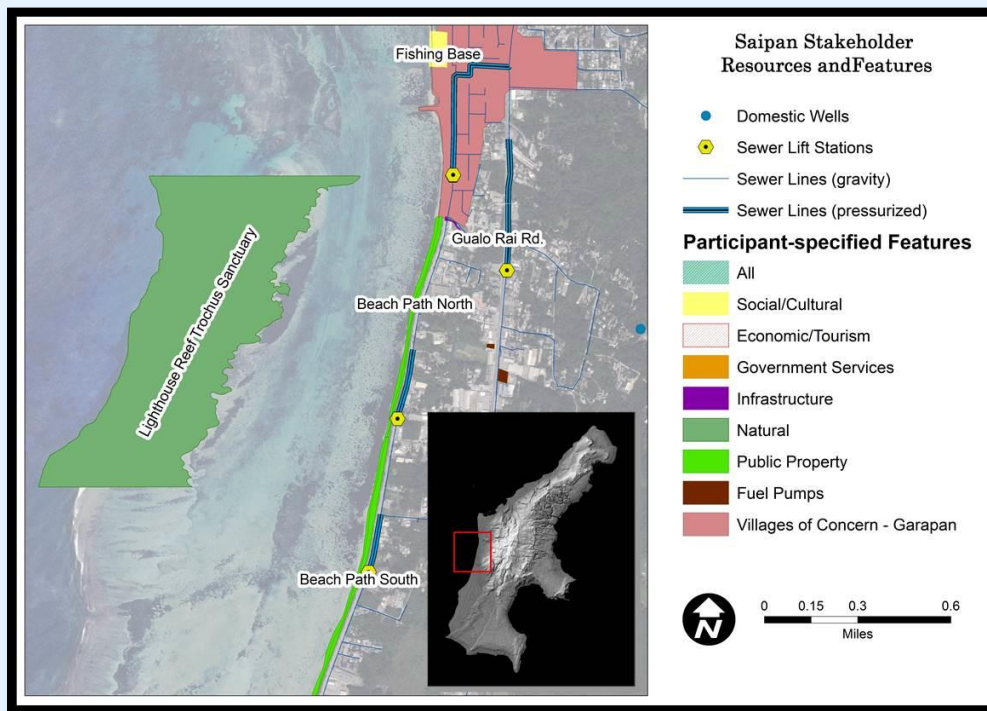 Fishing Base
Gualo Rai Rd.
Beach Path North
Lighthouse Reef Trochus Sanctuary
Beach Path South
Saipan Stakeholder
Resources andFeatures
Domestic Wells
Sewer Lift Stations
Sewer Lines (gravity)
Sewer Lines (pressurized)
Participant-specified Features
All
Social/Cultural
Economic/Tourism
Government Services
Infrastructure
Natural
Public Property
Fuel Pumps
Villages of Concern - Garapan
N
0 0.15 0.3 0.6
Miles